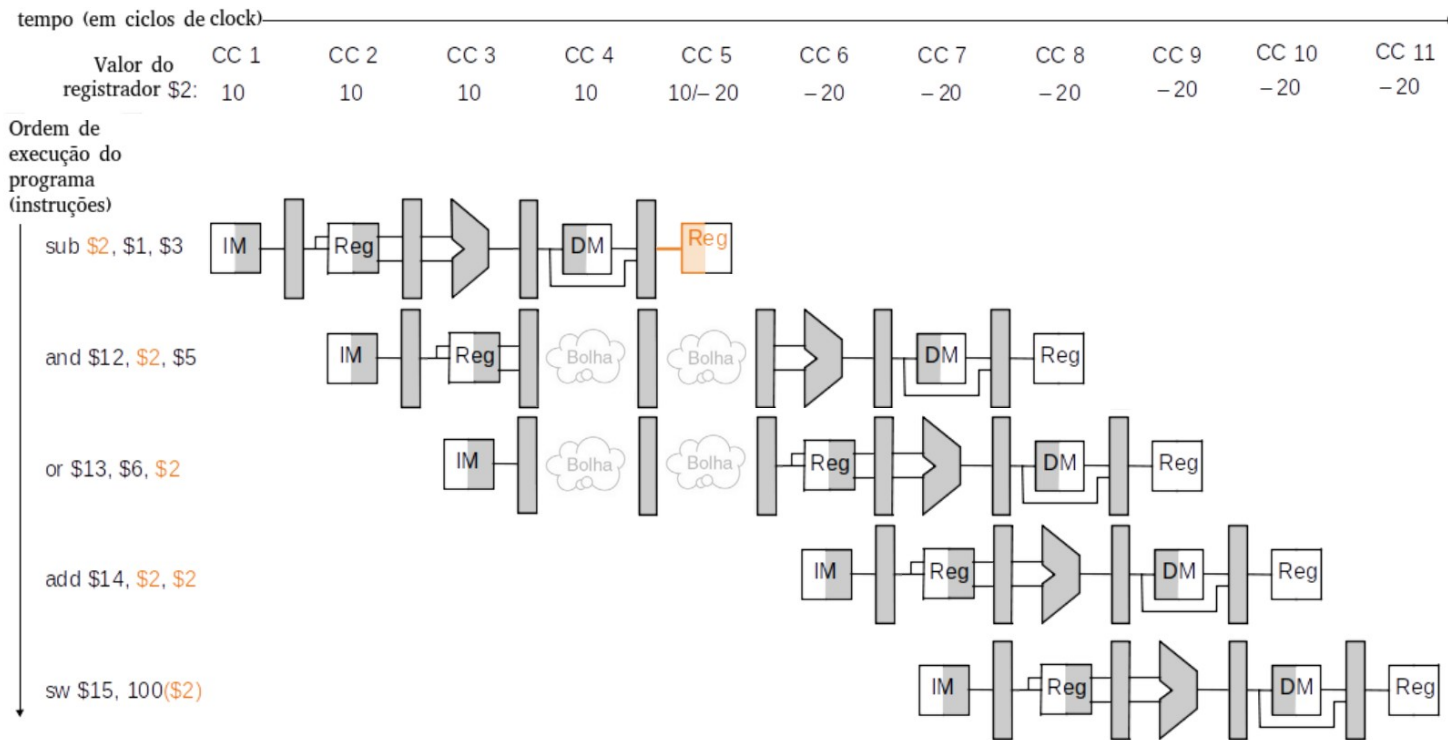 tempo (em ciclos de clock)
CC 1 CC 2 CC 3 CC 4 CC 5 CC 6 CC 7 CC 8 CC 9 CC 10 CC 11
Valor do
registrador $2: 10 10 10 10 10/– 20 – 20 – 20 – 20 – 20 – 20 – 20
Ordem de
execução do
programa
(instruções)
sub $2, $1, $3 IM Reg DM Reg
and $12, $2, $5 IM Reg Bolha Bolha DM Reg
or $13, $6, $2 IM Bolha Bolha Reg DM Reg
add $14, $2, $2 IM Reg DM Reg
sw $15, 100($2) IM Reg DM Reg